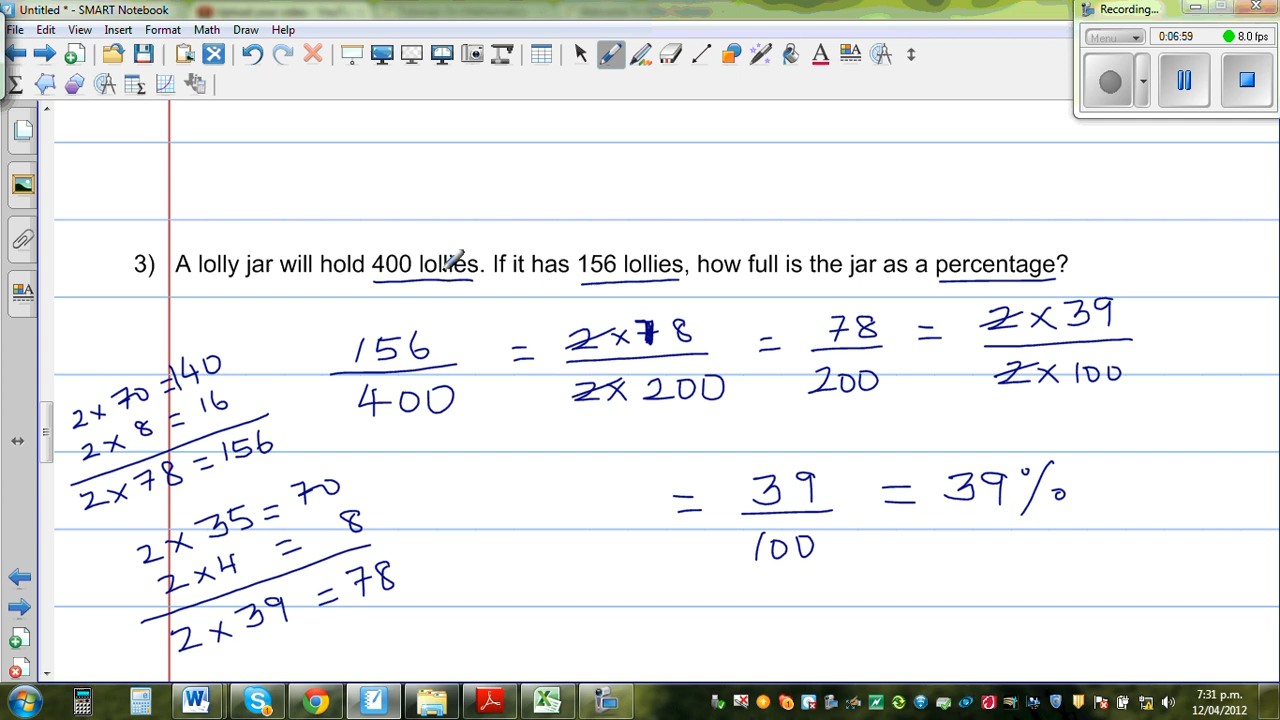 Untitled * - SMART Notebook
Recording...
File Edit View Insert Format Math Draw Help
Menu 0:06:59 8.0 fps
3) A lolly jar will hold 400 lollies. If it has 156 lollies, how full is the jar as a percentage?
156/400 = 2×78/2×200 = 78/200 = 2×39/2×100
= 39/100 = 39%
2×70=140
2×8=16
2×78=156
2×35=70
2×4=8
2×39=78
7:31 p.m.
12/04/2012